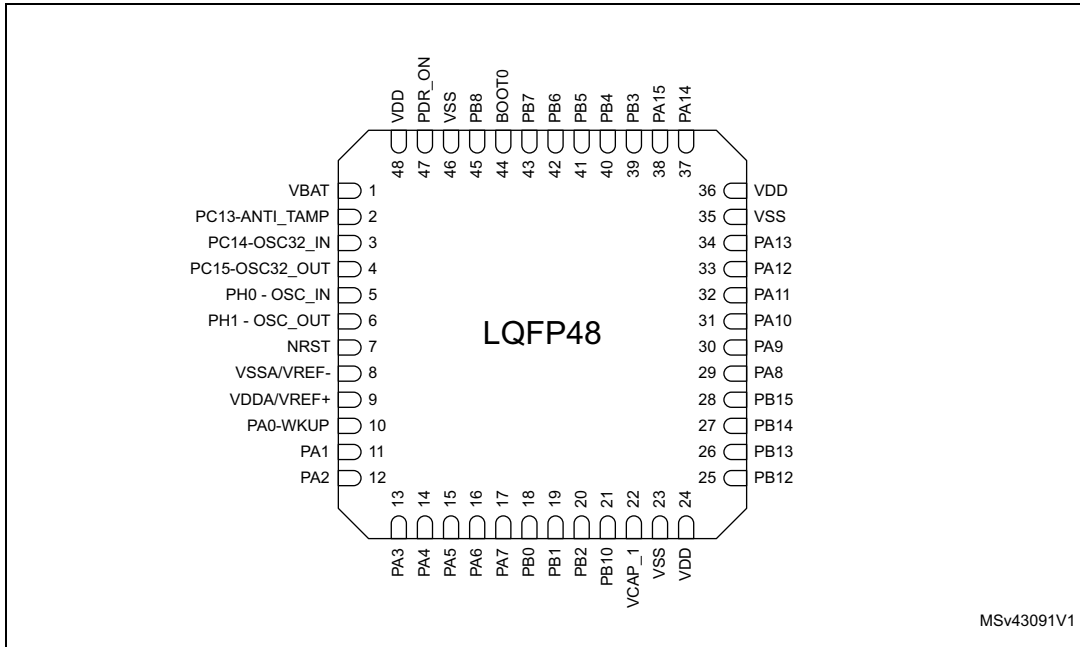 VDD
PDR_ON
VSS
PB8
BOOT0
PB7
PB6
PB5
PB4
PB3
PA15
PA14
48
47
46
45
44
43
42
41
40
39
38
37
VBAT 1
PC13-ANTI_TAMP 2
PC14-OSC32_IN 3
PC15-OSC32_OUT 4
PH0 - OSC_IN 5
PH1 - OSC_OUT 6
NRST 7
VSSA/VREF- 8
VDDA/VREF+ 9
PA0-WKUP 10
PA1 11
PA2 12
LQFP48
36 VDD
35 VSS
34 PA13
33 PA12
32 PA11
31 PA10
30 PA9
29 PA8
28 PB15
27 PB14
26 PB13
25 PB12
13
14
15
16
17
18
19
20
21
22
23
24
PA3
PA4
PA5
PA6
PA7
PB0
PB1
PB2
PB10
VCAP_1
VSS
VDD
MSv43091V1